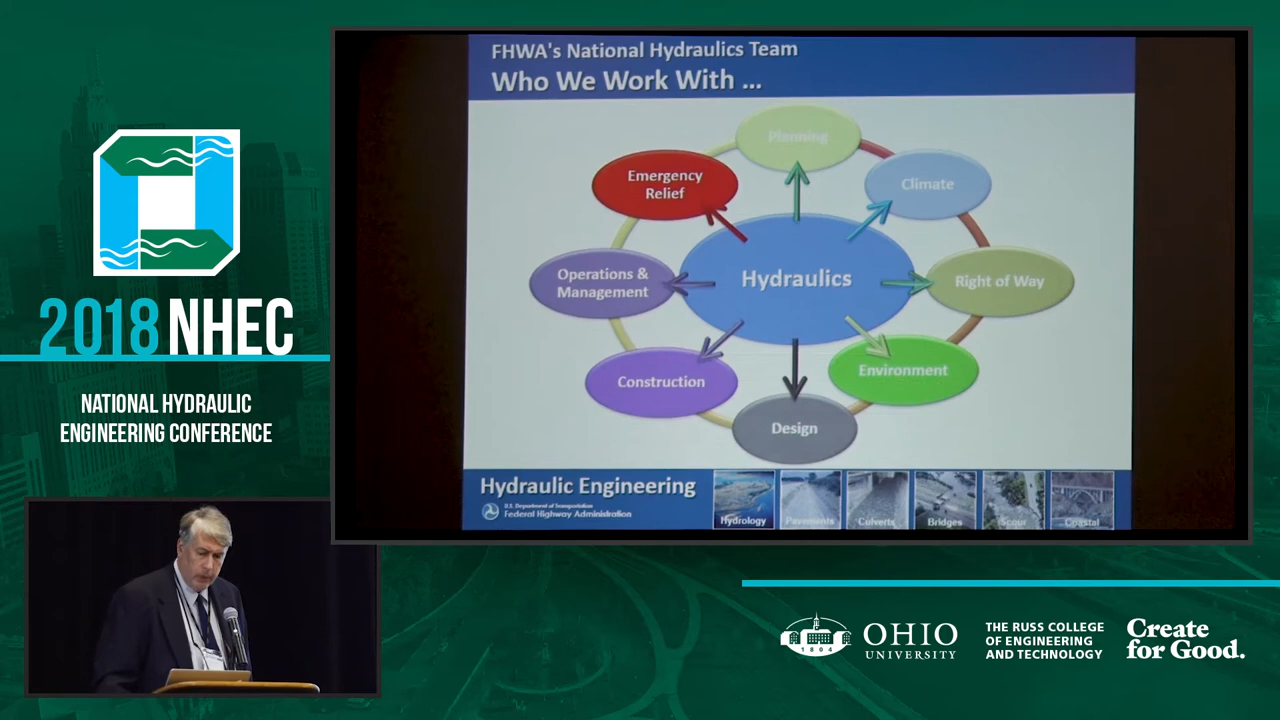 FHWA's National Hydraulics Team
Who We Work With ...
Planning
Emergency
Relief
Climate
Operations &
Management
Hydraulics
Right of Way
Construction
Environment
Design
Hydraulic Engineering
U.S. Department of Transportation
Federal Highway Administration
Hydrology
Pavements
Culverts
Bridges
Scour
Coastal
2018 NHEC
NATIONAL HYDRAULIC
ENGINEERING CONFERENCE
1804
OHIO
UNIVERSITY
THE RUSS COLLEGE
OF ENGINEERING
AND TECHNOLOGY
Create
for Good.